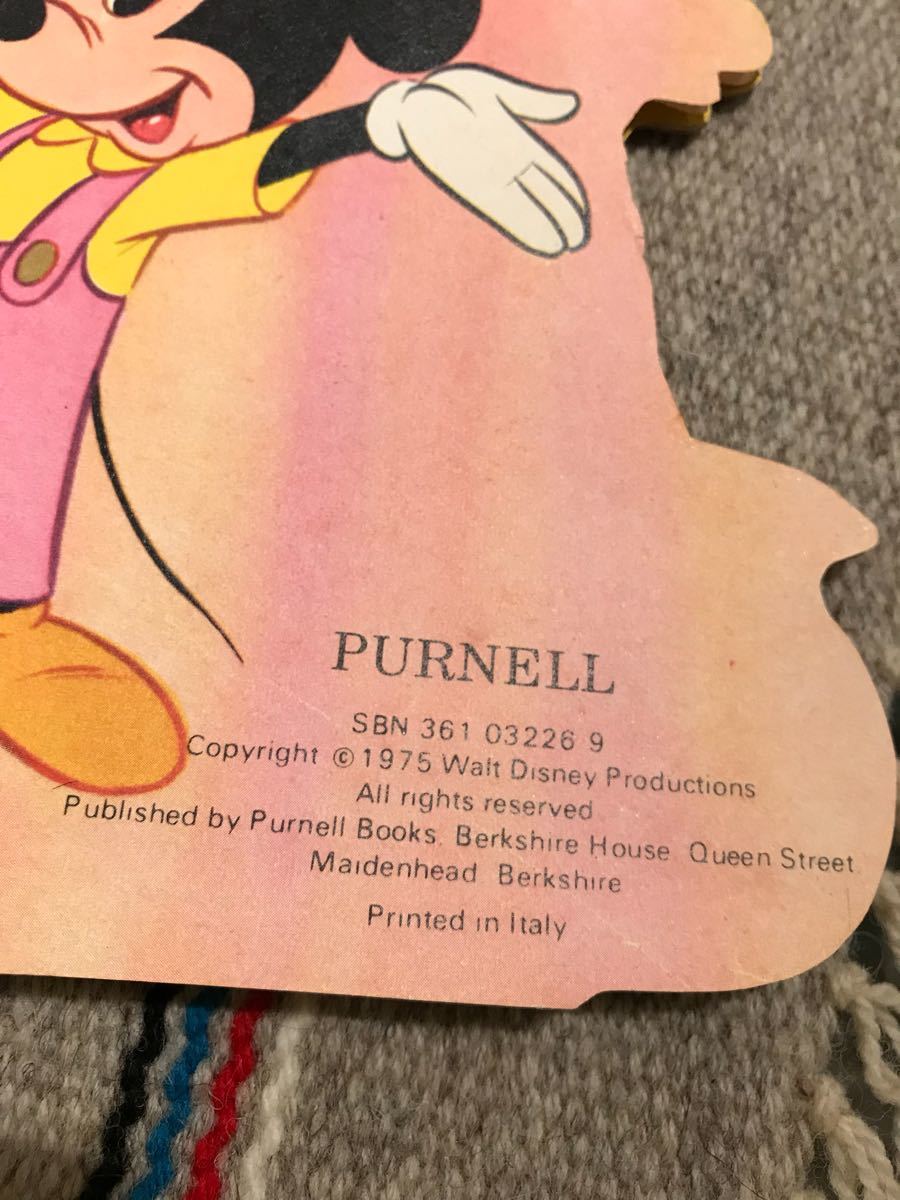 PURNELL
SBN 361 03226 9
Copyright © 1975 Walt Disney Productions
All rights reserved
Published by Purnell Books, Berkshire House Queen Street
Maidenhead Berkshire
Printed in Italy